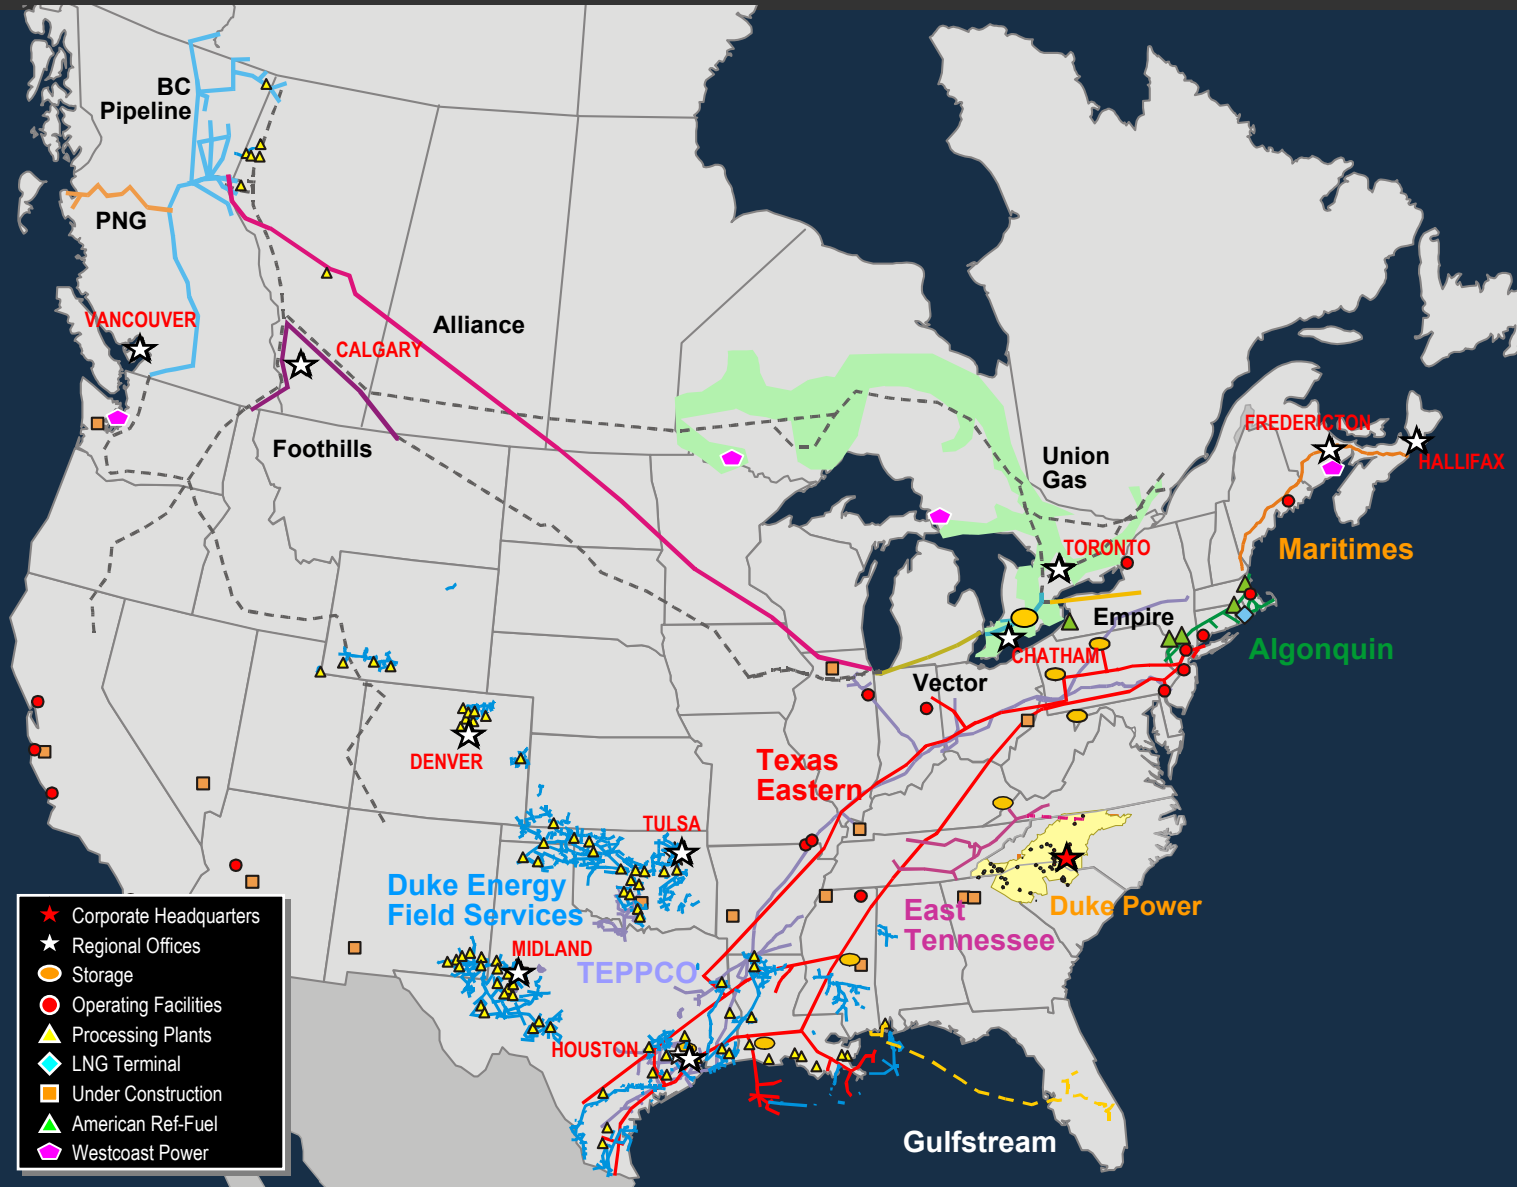 BC
Pipeline
PNG
VANCOUVER
CALGARY
Alliance
Foothills
Union
Gas
FREDERICTON
HALLIFAX
TORONTO
Maritimes
Empire
CHATHAM
Algonquin
Vector
DENVER
Texas
Eastern
TULSA
Duke Energy
Field Services
East
Tennessee
Duke Power
MIDLAND
TEPPCO
HOUSTON
Gulfstream
Corporate Headquarters
Regional Offices
Storage
Operating Facilities
Processing Plants
LNG Terminal
Under Construction
American Ref-Fuel
Westcoast Power